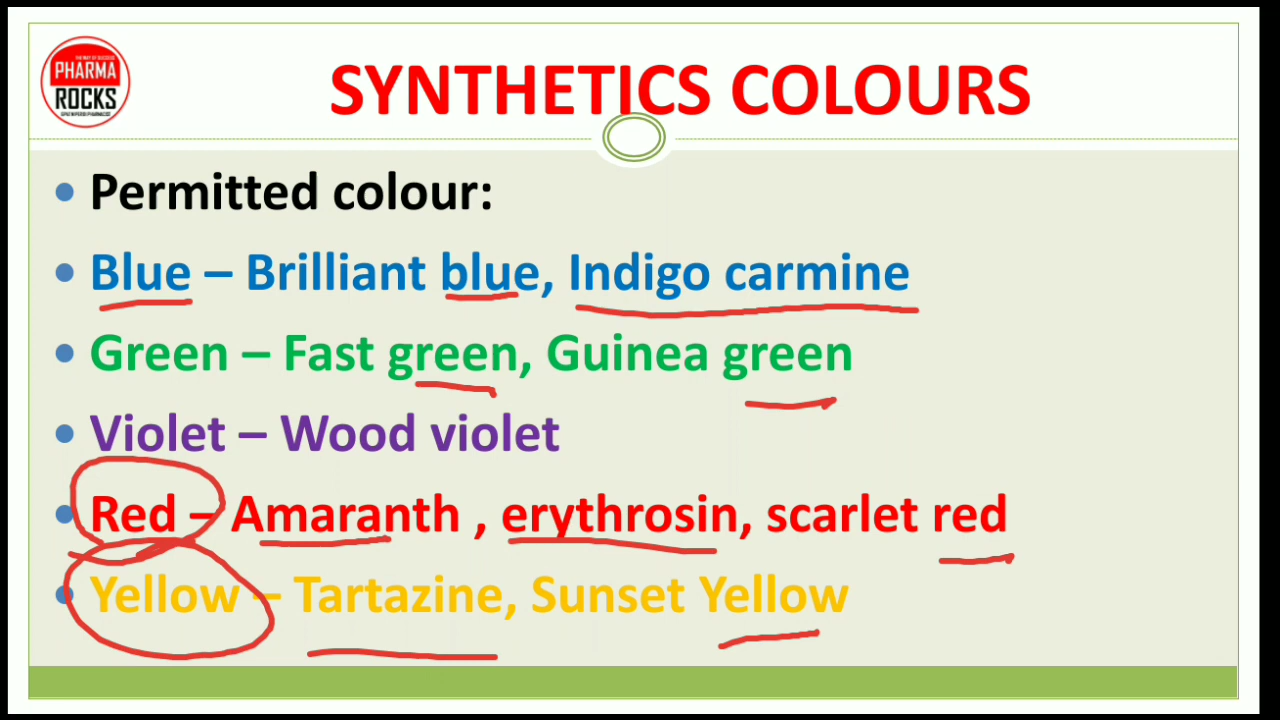 PHARMA
ROCKS
SYNTHETICS COLOURS
Permitted colour:
Blue – Brilliant blue, Indigo carmine
Green – Fast green, Guinea green
Violet – Wood violet
Red – Amaranth , erythrosin, scarlet red
Yellow – Tartazine, Sunset Yellow